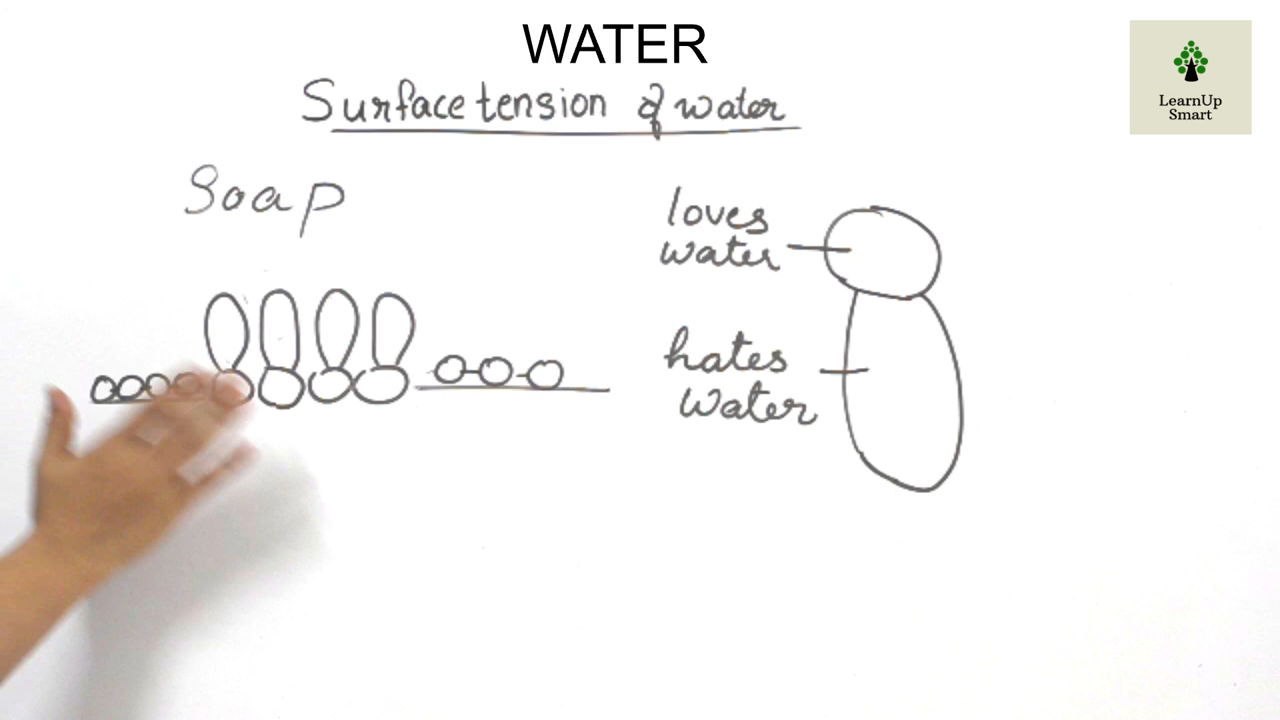 WATER
LearnUp
Smart
Surface tension of water
Soap
loves
water
hates
water